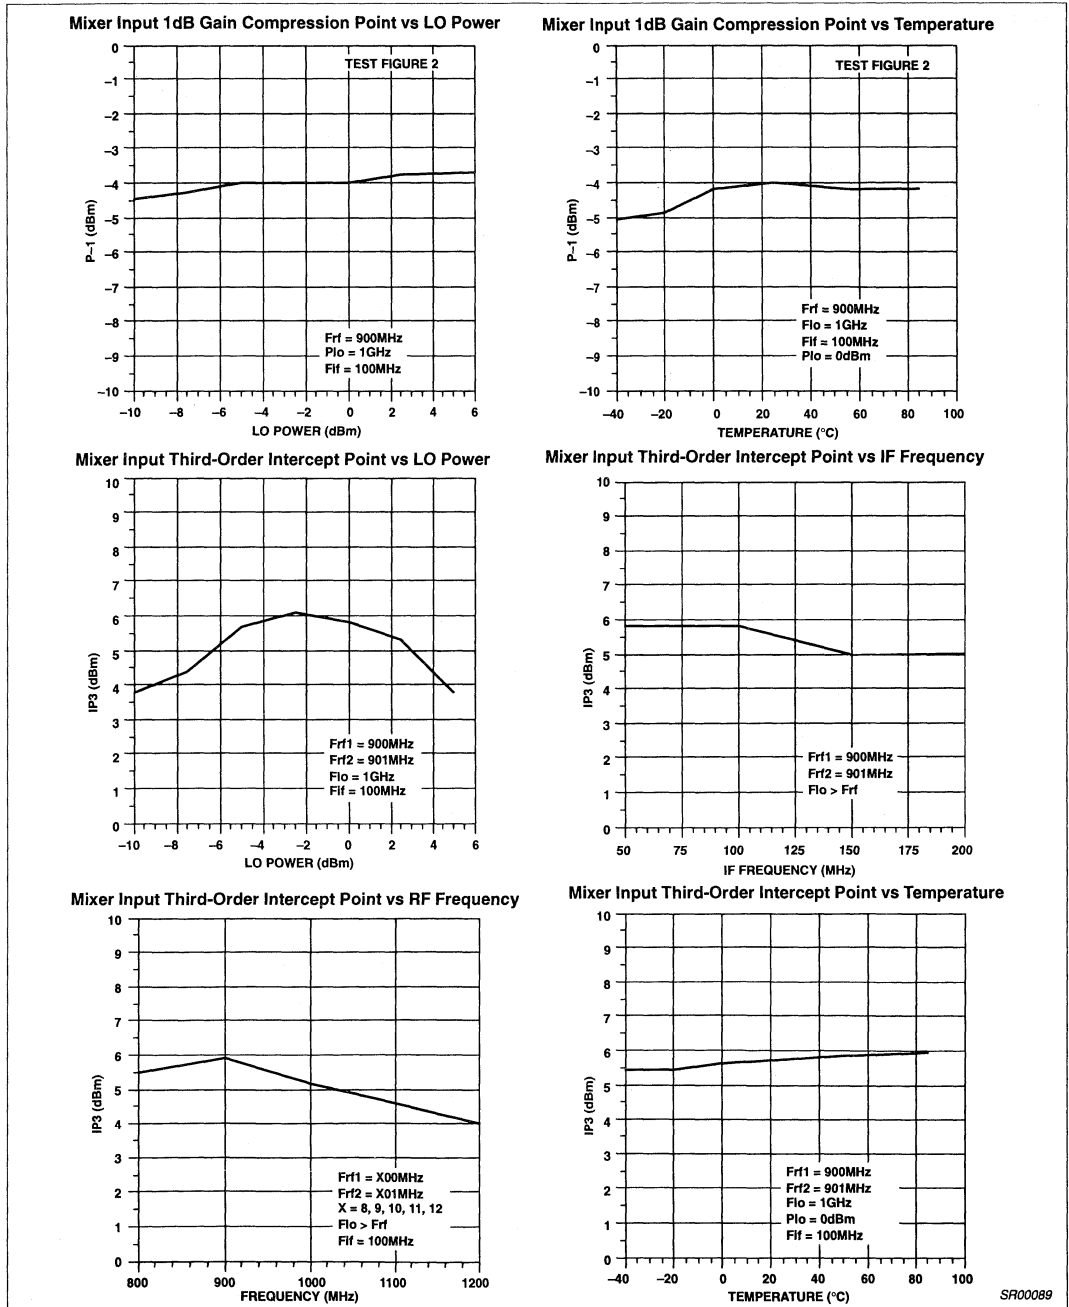 Mixer Input 1dB Gain Compression Point vs LO Power
TEST FIGURE 2
0
–1
–2
–3
–4
–5
–6
–7
–8
–9
–10
P–1 (dBm)
Frf = 900MHz
Plo = 1GHz
Fif = 100MHz
–10 –8 –6 –4 –2 0 2 4 6
LO POWER (dBm)
Mixer Input 1dB Gain Compression Point vs Temperature
TEST FIGURE 2
0
–1
–2
–3
–4
–5
–6
–7
–8
–9
–10
P–1 (dBm)
Frf = 900MHz
Flo = 1GHz
Fif = 100MHz
Plo = 0dBm
–40 –20 0 20 40 60 80 100
TEMPERATURE (°C)
Mixer Input Third-Order Intercept Point vs LO Power
10
9
8
7
6
5
4
3
2
1
0
IP3 (dBm)
Frf1 = 900MHz
Frf2 = 901MHz
Flo = 1GHz
Fif = 100MHz
–10 –8 –6 –4 –2 0 2 4 6
LO POWER (dBm)
Mixer Input Third-Order Intercept Point vs IF Frequency
10
9
8
7
6
5
4
3
2
1
0
IP3 (dBm)
Frf1 = 900MHz
Frf2 = 901MHz
Flo > Frf
50 75 100 125 150 175 200
IF FREQUENCY (MHz)
Mixer Input Third-Order Intercept Point vs RF Frequency
10
9
8
7
6
5
4
3
2
1
0
IP3 (dBm)
Frf1 = X00MHz
Frf2 = X01MHz
X = 8, 9, 10, 11, 12
Flo > Frf
Fif = 100MHz
800 900 1000 1100 1200
FREQUENCY (MHz)
Mixer Input Third-Order Intercept Point vs Temperature
10
9
8
7
6
5
4
3
2
1
0
IP3 (dBm)
Frf1 = 900MHz
Frf2 = 901MHz
Flo = 1GHz
Plo = 0dBm
Fif = 100MHz
–40 –20 0 20 40 60 80 100
TEMPERATURE (°C)
SR00089